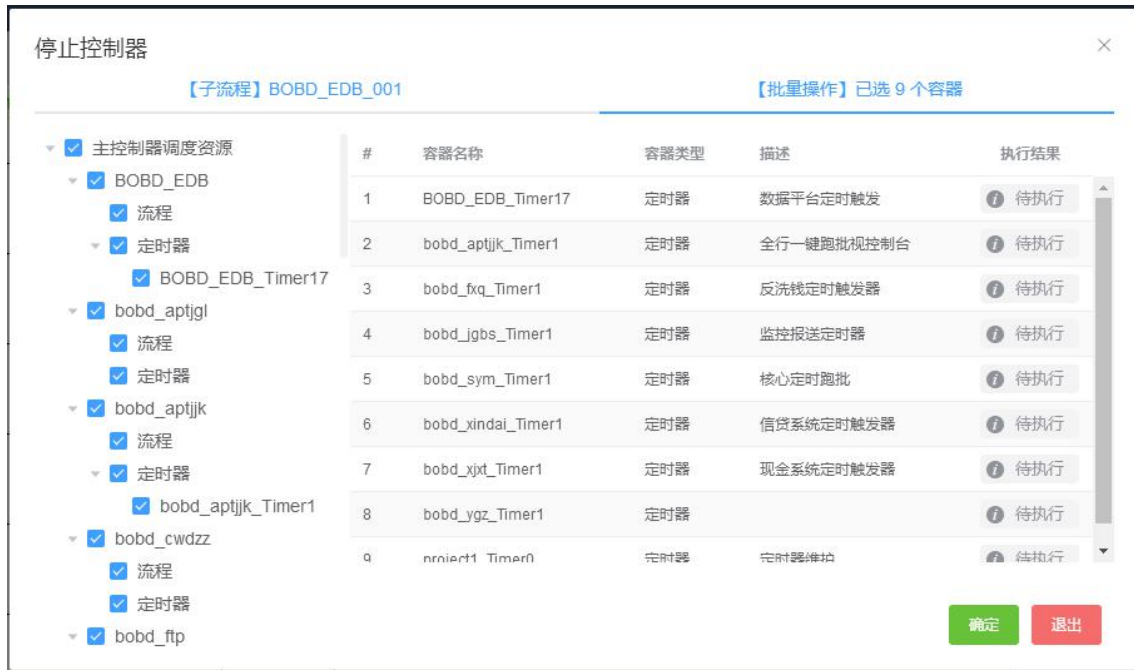 停止控制器
【子流程】BOBD_EDB_001 【批量操作】已选 9 个容器
主控制器调度资源
BOBD_EDB
流程
定时器
BOBD_EDB_Timer17
bobd_aptjgl
流程
定时器
bobd_aptjjk
流程
定时器
bobd_aptjjk_Timer1
bobd_cwdzz
流程
定时器
bobd_ftp
# 容器名称 容器类型 描述 执行结果
1 BOBD_EDB_Timer17 定时器 数据平台定时触发 待执行
2 bobd_aptjjk_Timer1 定时器 全行一键跑批视控制台 待执行
3 bobd_fxq_Timer1 定时器 反洗钱定时触发器 待执行
4 bobd_jgbs_Timer1 定时器 监控报送定时器 待执行
5 bobd_sym_Timer1 定时器 核心定时跑批 待执行
6 bobd_xindai_Timer1 定时器 信贷系统定时触发器 待执行
7 bobd_xjxt_Timer1 定时器 现金系统定时触发器 待执行
8 bobd_ygz_Timer1 定时器 待执行
9 project1_Timer0 定时器 定时器维护 待执行
确定 退出